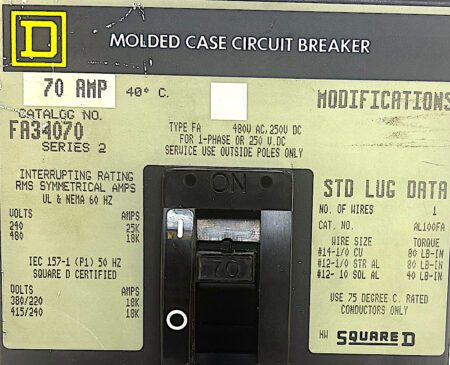 D
MOLDED CASE CIRCUIT BREAKER
70 AMP 40° C.
CATALOG NO.
FA34070
SERIES 2
TYPE FA 480V AC, 250V DC
FOR 1-PHASE OR 250 V.DC
SERVICE USE OUTSIDE POLES ONLY
MODIFICATIONS
INTERRUPTING RATING
RMS SYMMETRICAL AMPS
UL & NEMA 60 HZ
VOLTS AMPS
240 25K
480 18K
IEC 157-1 (P1) 50 HZ
SQUARE D CERTIFIED
VOLTS AMPS
380/220 18K
415/240 18K
ON
I
70
O
STD LUG DATA
NO. OF WIRES 1
CAT. NO. AL100FA
WIRE SIZE TORQUE
#14-1/0 CU 80 LB-IN
#12-1/0 STR AL 80 LB-IN
#12- 10 SOL AL 40 LB-IN
USE 75 DEGREE C. RATED
CONDUCTORS ONLY
HW SQUARE D